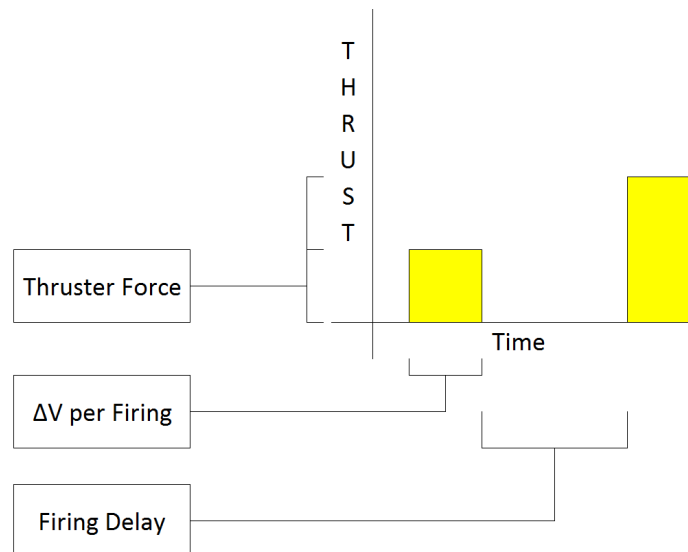 T
H
R
U
S
T
Thruster Force
Time
ΔV per Firing
Firing Delay